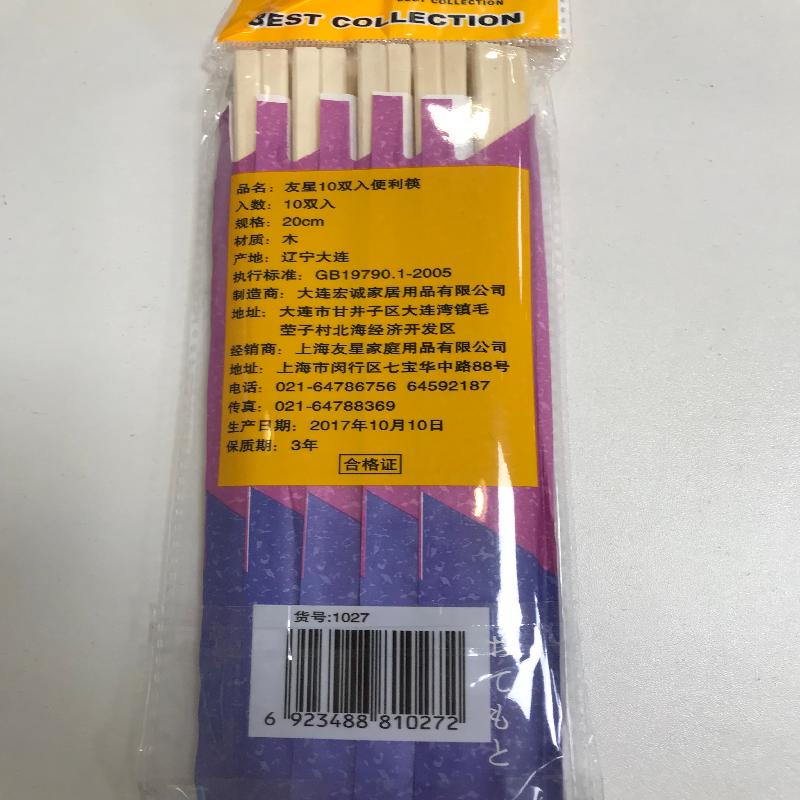 BEST COLLECTION
BEST COLLECTION
品名：友星10双入便利筷
入数：10双入
规格：20cm
材质：木
产地：辽宁大连
执行标准：GB19790.1-2005
制造商：大连宏诚家居用品有限公司
地址：大连市甘井子区大连湾镇毛
茔子村北海经济开发区
经销商：上海友星家庭用品有限公司
地址：上海市闵行区七宝华中路88号
电话：021-64786756 64592187
传真：021-64788369
生产日期：2017年10月10日
保质期：3年
合格证
货号:1027
6 923488 810272
おてもと